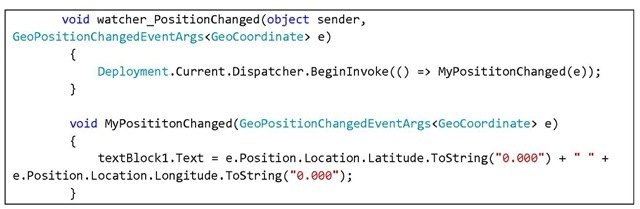 void watcher_PositionChanged(object sender,
GeoPositionChangedEventArgs<GeoCoordinate> e)
{
Deployment.Current.Dispatcher.BeginInvoke(() => MyPosititonChanged(e));
}
void MyPosititonChanged(GeoPositionChangedEventArgs<GeoCoordinate> e)
{
textBlock1.Text = e.Position.Location.Latitude.ToString("0.000") + " " +
e.Position.Location.Longitude.ToString("0.000");
}